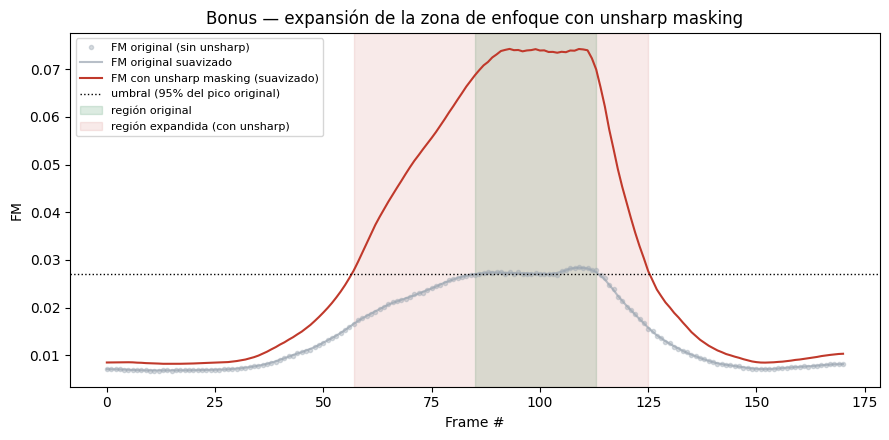 Bonus — expansión de la zona de enfoque con unsharp masking
FM original (sin unsharp)
FM original suavizado
FM con unsharp masking (suavizado)
umbral (95% del pico original)
región original
región expandida (con unsharp)
FM
0.07
0.06
0.05
0.04
0.03
0.02
0.01
0 25 50 75 100 125 150 175
Frame #